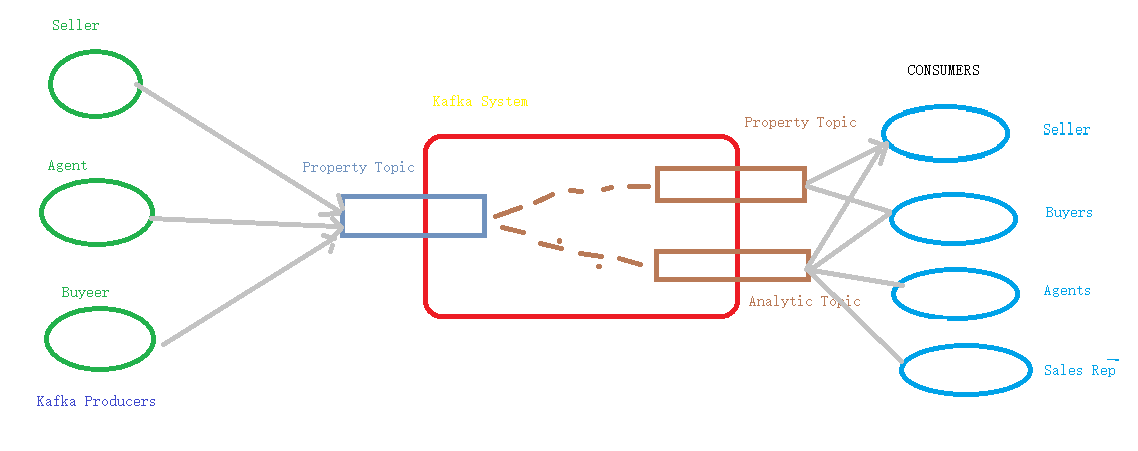 Seller
CONSUMERS
Kafka System
Property Topic
Seller
Agent
Property Topic
Buyers
Buyeer
Agents
Analytic Topic
Sales Rep
Kafka Producers